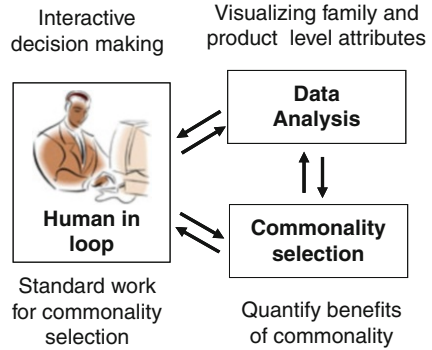 Interactive
decision making
Visualizing family and
product level attributes
Data
Analysis
Human in
loop
Commonality
selection
Standard work
for commonality
selection
Quantify benefits
of commonality